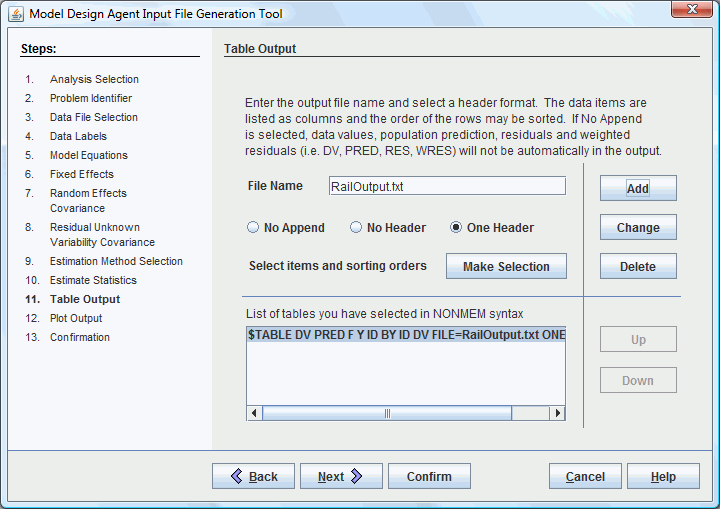 Model Design Agent Input File Generation Tool
Steps:
1. Analysis Selection
2. Problem Identifier
3. Data File Selection
4. Data Labels
5. Model Equations
6. Fixed Effects
7. Random Effects
Covariance
8. Residual Unknown
Variability Covariance
9. Estimation Method Selection
10. Estimate Statistics
11. Table Output
12. Plot Output
13. Confirmation
Table Output
Enter the output file name and select a header format. The data items are
listed as columns and the order of the rows may be sorted. If No Append
is selected, data values, population prediction, residuals and weighted
residuals (i.e. DV, PRED, RES, WRES) will not be automatically in the output.
File Name RailOutput.txt Add
No Append No Header One Header Change
Select items and sorting orders Make Selection Delete
List of tables you have selected in NONMEM syntax
$TABLE DV PRED F Y ID BY ID DV FILE=RailOutput.txt ONE
Up
Down
Back Next Confirm Cancel Help